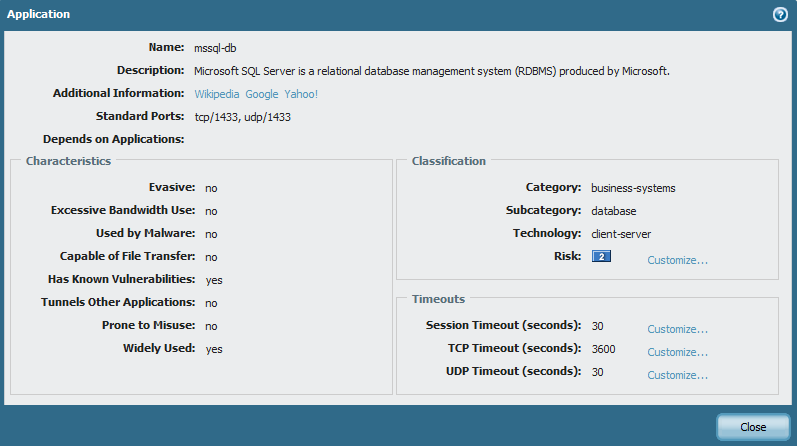 Application
Name: mssql-db
Description: Microsoft SQL Server is a relational database management system (RDBMS) produced by Microsoft.
Additional Information: Wikipedia Google Yahoo!
Standard Ports: tcp/1433, udp/1433
Depends on Applications:
Characteristics
Evasive: no
Excessive Bandwidth Use: no
Used by Malware: no
Capable of File Transfer: no
Has Known Vulnerabilities: yes
Tunnels Other Applications: no
Prone to Misuse: no
Widely Used: yes
Classification
Category: business-systems
Subcategory: database
Technology: client-server
Risk: 2 Customize...
Timeouts
Session Timeout (seconds): 30 Customize...
TCP Timeout (seconds): 3600 Customize...
UDP Timeout (seconds): 30 Customize...
Close